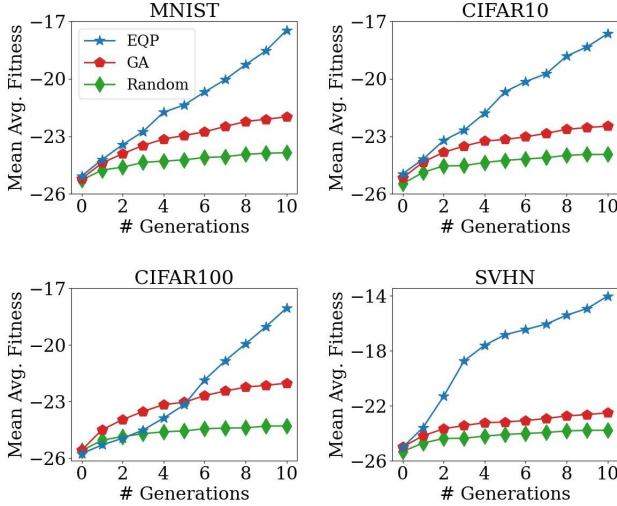 MNIST
−17
−20
−23
−26
Mean Avg. Fitness
EQP
GA
Random
0 2 4 6 8 10
# Generations
CIFAR10
−17
−20
−23
−26
Mean Avg. Fitness
0 2 4 6 8 10
# Generations
CIFAR100
−17
−20
−23
−26
Mean Avg. Fitness
0 2 4 6 8 10
# Generations
SVHN
−14
−18
−22
−26
Mean Avg. Fitness
0 2 4 6 8 10
# Generations